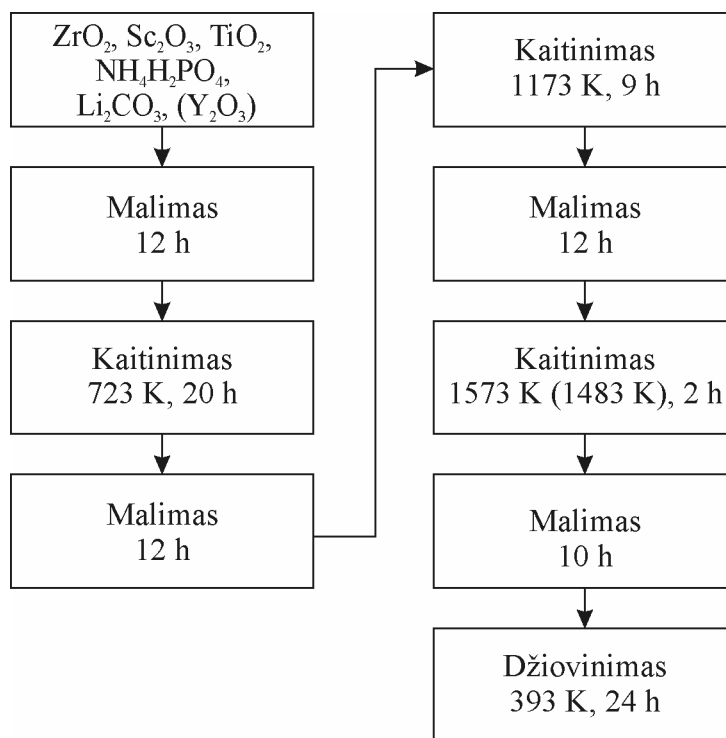 ZrO₂, Sc₂O₃, TiO₂,
NH₄H₂PO₄,
Li₂CO₃, (Y₂O₃)
Malimas
12 h
Kaitinimas
723 K, 20 h
Malimas
12 h
Kaitinimas
1173 K, 9 h
Malimas
12 h
Kaitinimas
1573 K (1483 K), 2 h
Malimas
10 h
Džiovinimas
393 K, 24 h